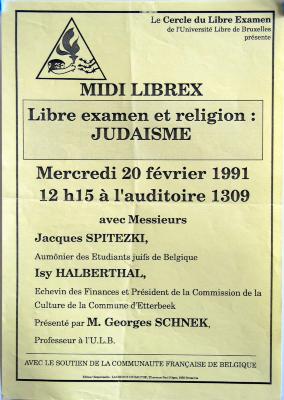 Le Cercle du Libre Examen
de l'Université Libre de Bruxelles
présente
MIDI LIBREX
Libre examen et religion :
JUDAISME
Mercredi 20 février 1991
12 h15 à l'auditoire 1309
avec Messieurs
Jacques SPITEZKI,
Aumônier des Etudiants juifs de Belgique
Isy HALBERTHAL,
Echevin des Finances et Président de la Commission de la
Culture de la Commune d'Etterbeek
Présenté par M. Georges SCHNEK,
Professeur à l'U.L.B.
AVEC LE SOUTIEN DE LA COMMUNAUTE FRANÇAISE DE BELGIQUE